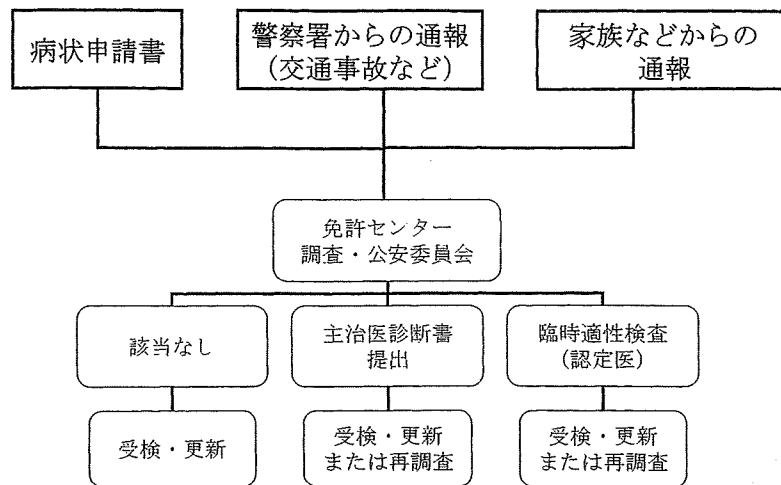 病状申請書
警察署からの通報
(交通事故など)
家族などからの
通報
免許センター
調査・公安委員会
該当なし
主治医診断書
提出
臨時適性検査
(認定医)
受検・更新
受検・更新
または再調査
受検・更新
または再調査